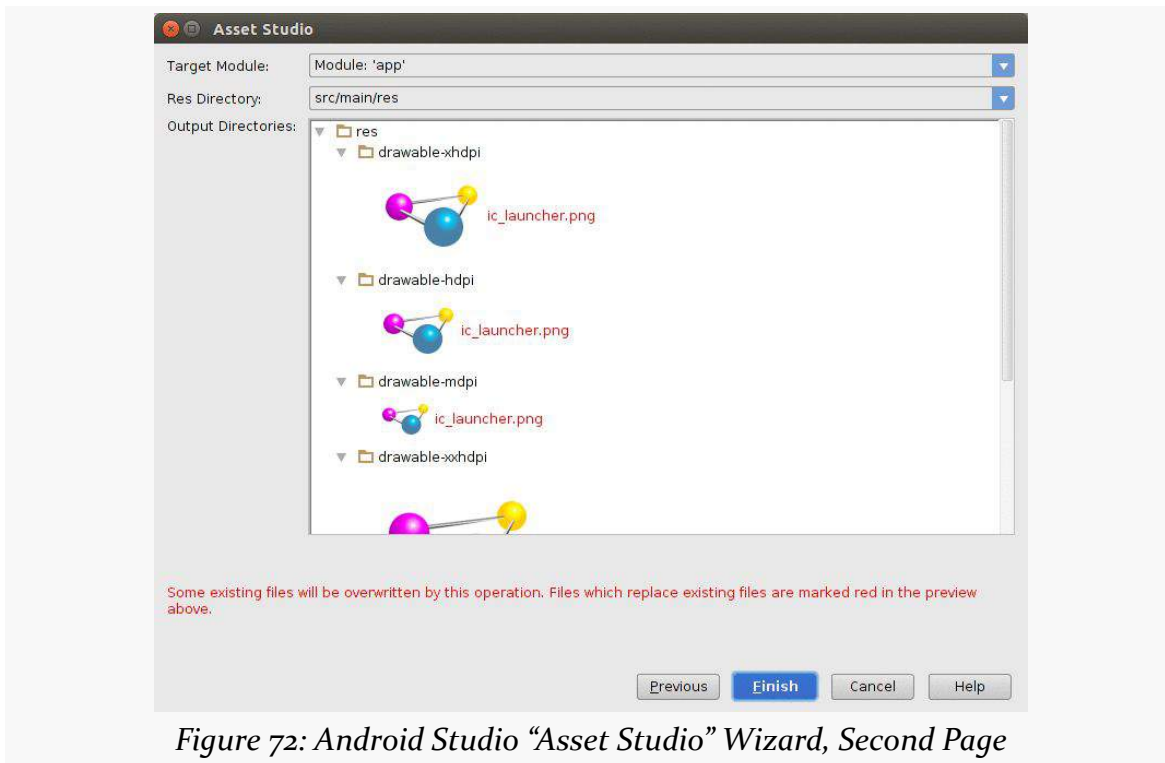 Asset Studio
Target Module:
Module: 'app'
Res Directory:
src/main/res
Output Directories:
res
drawable-xhdpi
ic_launcher.png
drawable-hdpi
ic_launcher.png
drawable-mdpi
ic_launcher.png
drawable-xxhdpi
Some existing files will be overwritten by this operation. Files which replace existing files are marked red in the preview
above.
Previous
Finish
Cancel
Help
Figure 72: Android Studio “Asset Studio” Wizard, Second Page